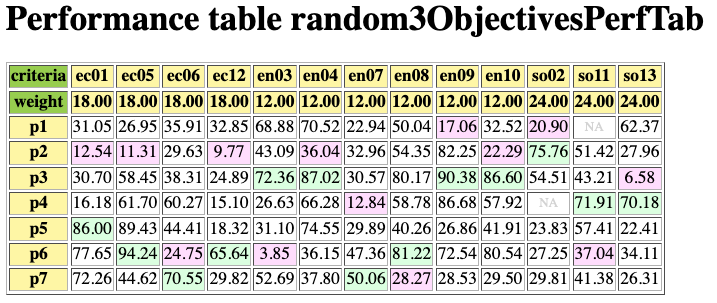 Performance table random3ObjectivesPerfTab
criteria ec01 ec05 ec06 ec12 en03 en04 en07 en08 en09 en10 so02 so11 so13
weight 18.00 18.00 18.00 18.00 12.00 12.00 12.00 12.00 12.00 12.00 24.00 24.00 24.00
p1 31.05 26.95 35.91 32.85 68.88 70.52 22.94 50.04 17.06 32.52 20.90 NA 62.37
p2 12.54 11.31 29.63 9.77 43.09 36.04 32.96 54.35 82.25 22.29 75.76 51.42 27.96
p3 30.70 58.45 38.31 24.89 72.36 87.02 30.57 80.17 90.38 86.60 54.51 43.21 6.58
p4 16.18 61.70 60.27 15.10 26.63 66.28 12.84 58.78 86.68 57.92 NA 71.91 70.18
p5 86.00 89.43 44.41 18.32 31.10 74.55 29.89 40.26 26.86 41.91 23.83 57.41 22.41
p6 77.65 94.24 24.75 65.64 3.85 36.15 47.36 81.22 72.54 80.54 27.25 37.04 34.11
p7 72.26 44.62 70.55 29.82 52.69 37.80 50.06 28.27 28.53 29.50 29.81 41.38 26.31